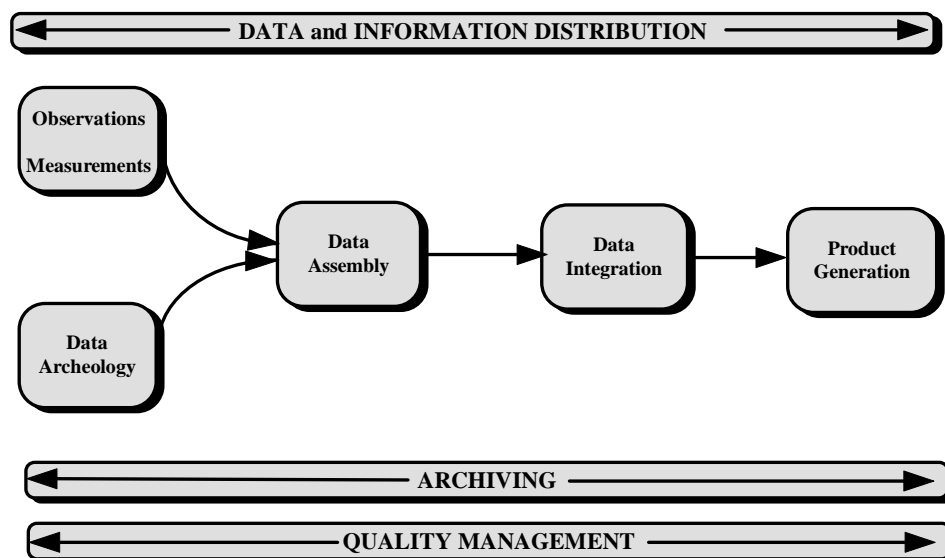 DATA and INFORMATION DISTRIBUTION
Observations
Measurements
Data
Assembly
Data
Integration
Product
Generation
Data
Archeology
ARCHIVING
QUALITY MANAGEMENT